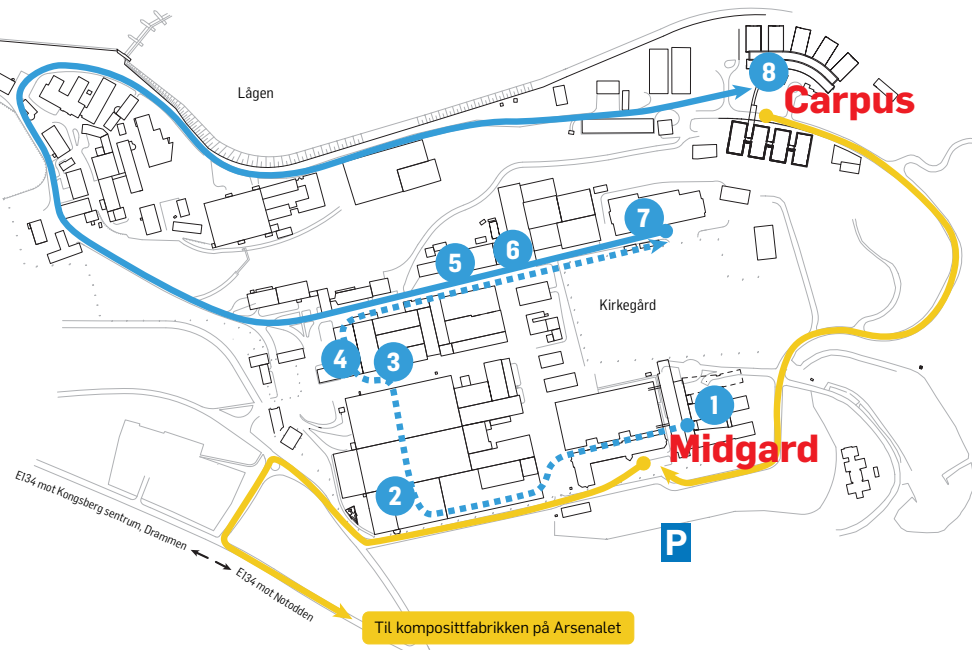 Lågen
8
Carpus
7
6
5
Kirkegård
4
3
1
Midgard
2
E134 mot Kongsberg sentrum, Drammen
P
E134 mot Notodden
Til komposittfabrikken på Arsenalet